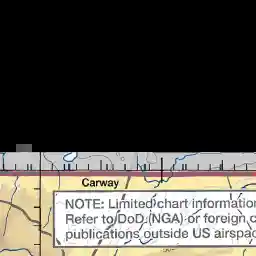 Carway
NOTE: Limited chart information
Refer to DoD (NGA) or foreign c
publications outside US airspac